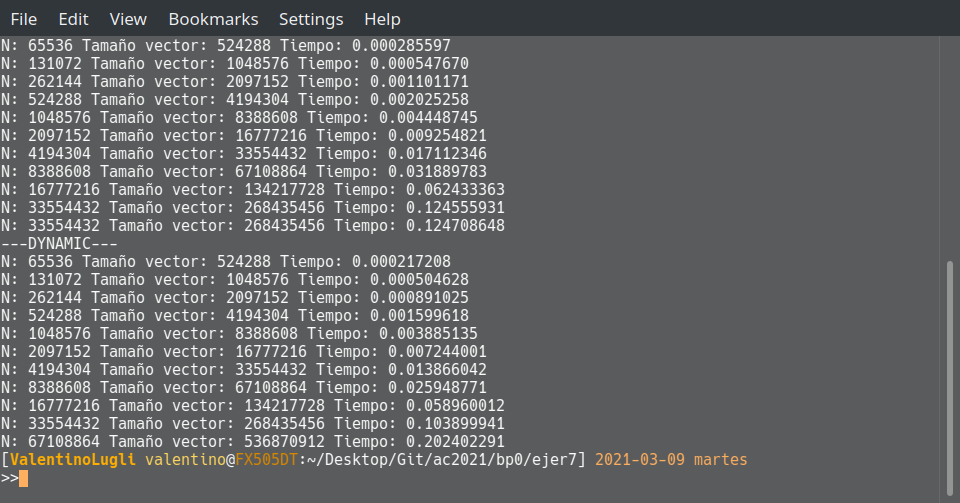 File Edit View Bookmarks Settings Help
N: 65536 Tamaño vector: 524288 Tiempo: 0.000285597
N: 131072 Tamaño vector: 1048576 Tiempo: 0.000547670
N: 262144 Tamaño vector: 2097152 Tiempo: 0.001101171
N: 524288 Tamaño vector: 4194304 Tiempo: 0.002025258
N: 1048576 Tamaño vector: 8388608 Tiempo: 0.004448745
N: 2097152 Tamaño vector: 16777216 Tiempo: 0.009254821
N: 4194304 Tamaño vector: 33554432 Tiempo: 0.017112346
N: 8388608 Tamaño vector: 67108864 Tiempo: 0.031889783
N: 16777216 Tamaño vector: 134217728 Tiempo: 0.062433363
N: 33554432 Tamaño vector: 268435456 Tiempo: 0.124555931
N: 33554432 Tamaño vector: 268435456 Tiempo: 0.124708648
---DYNAMIC---
N: 65536 Tamaño vector: 524288 Tiempo: 0.000217208
N: 131072 Tamaño vector: 1048576 Tiempo: 0.000504628
N: 262144 Tamaño vector: 2097152 Tiempo: 0.000891025
N: 524288 Tamaño vector: 4194304 Tiempo: 0.001599618
N: 1048576 Tamaño vector: 8388608 Tiempo: 0.003885135
N: 2097152 Tamaño vector: 16777216 Tiempo: 0.007244001
N: 4194304 Tamaño vector: 33554432 Tiempo: 0.013866042
N: 8388608 Tamaño vector: 67108864 Tiempo: 0.025948771
N: 16777216 Tamaño vector: 134217728 Tiempo: 0.058960012
N: 33554432 Tamaño vector: 268435456 Tiempo: 0.103899941
N: 67108864 Tamaño vector: 536870912 Tiempo: 0.202402291
[ValentinoLugli valentino@FX505DT:~/Desktop/Git/ac2021/bp0/ejer7] 2021-03-09 martes
>>